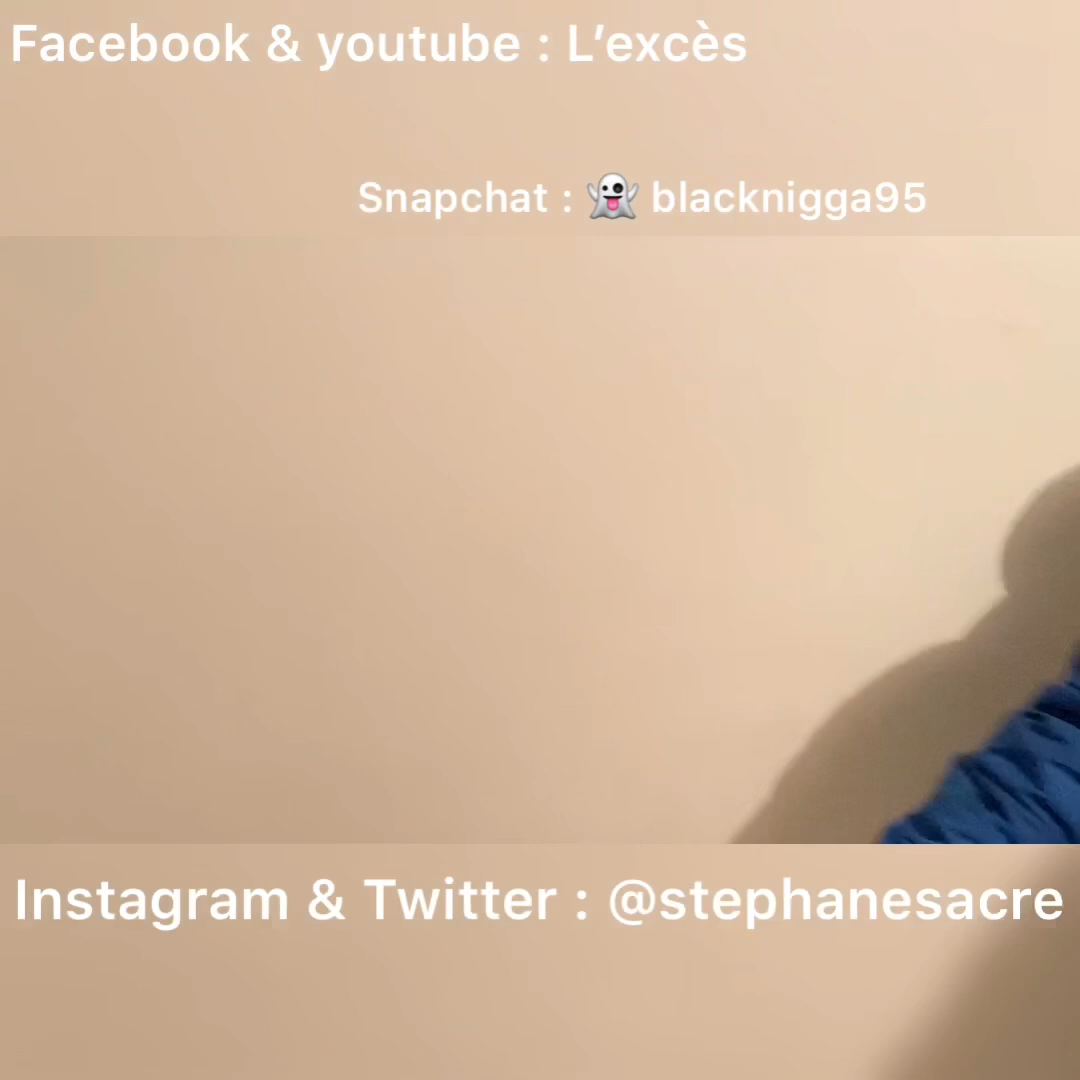 Facebook & youtube : L’excès
Snapchat : 👻 blacknigga95
Instagram & Twitter : @stephanesacre